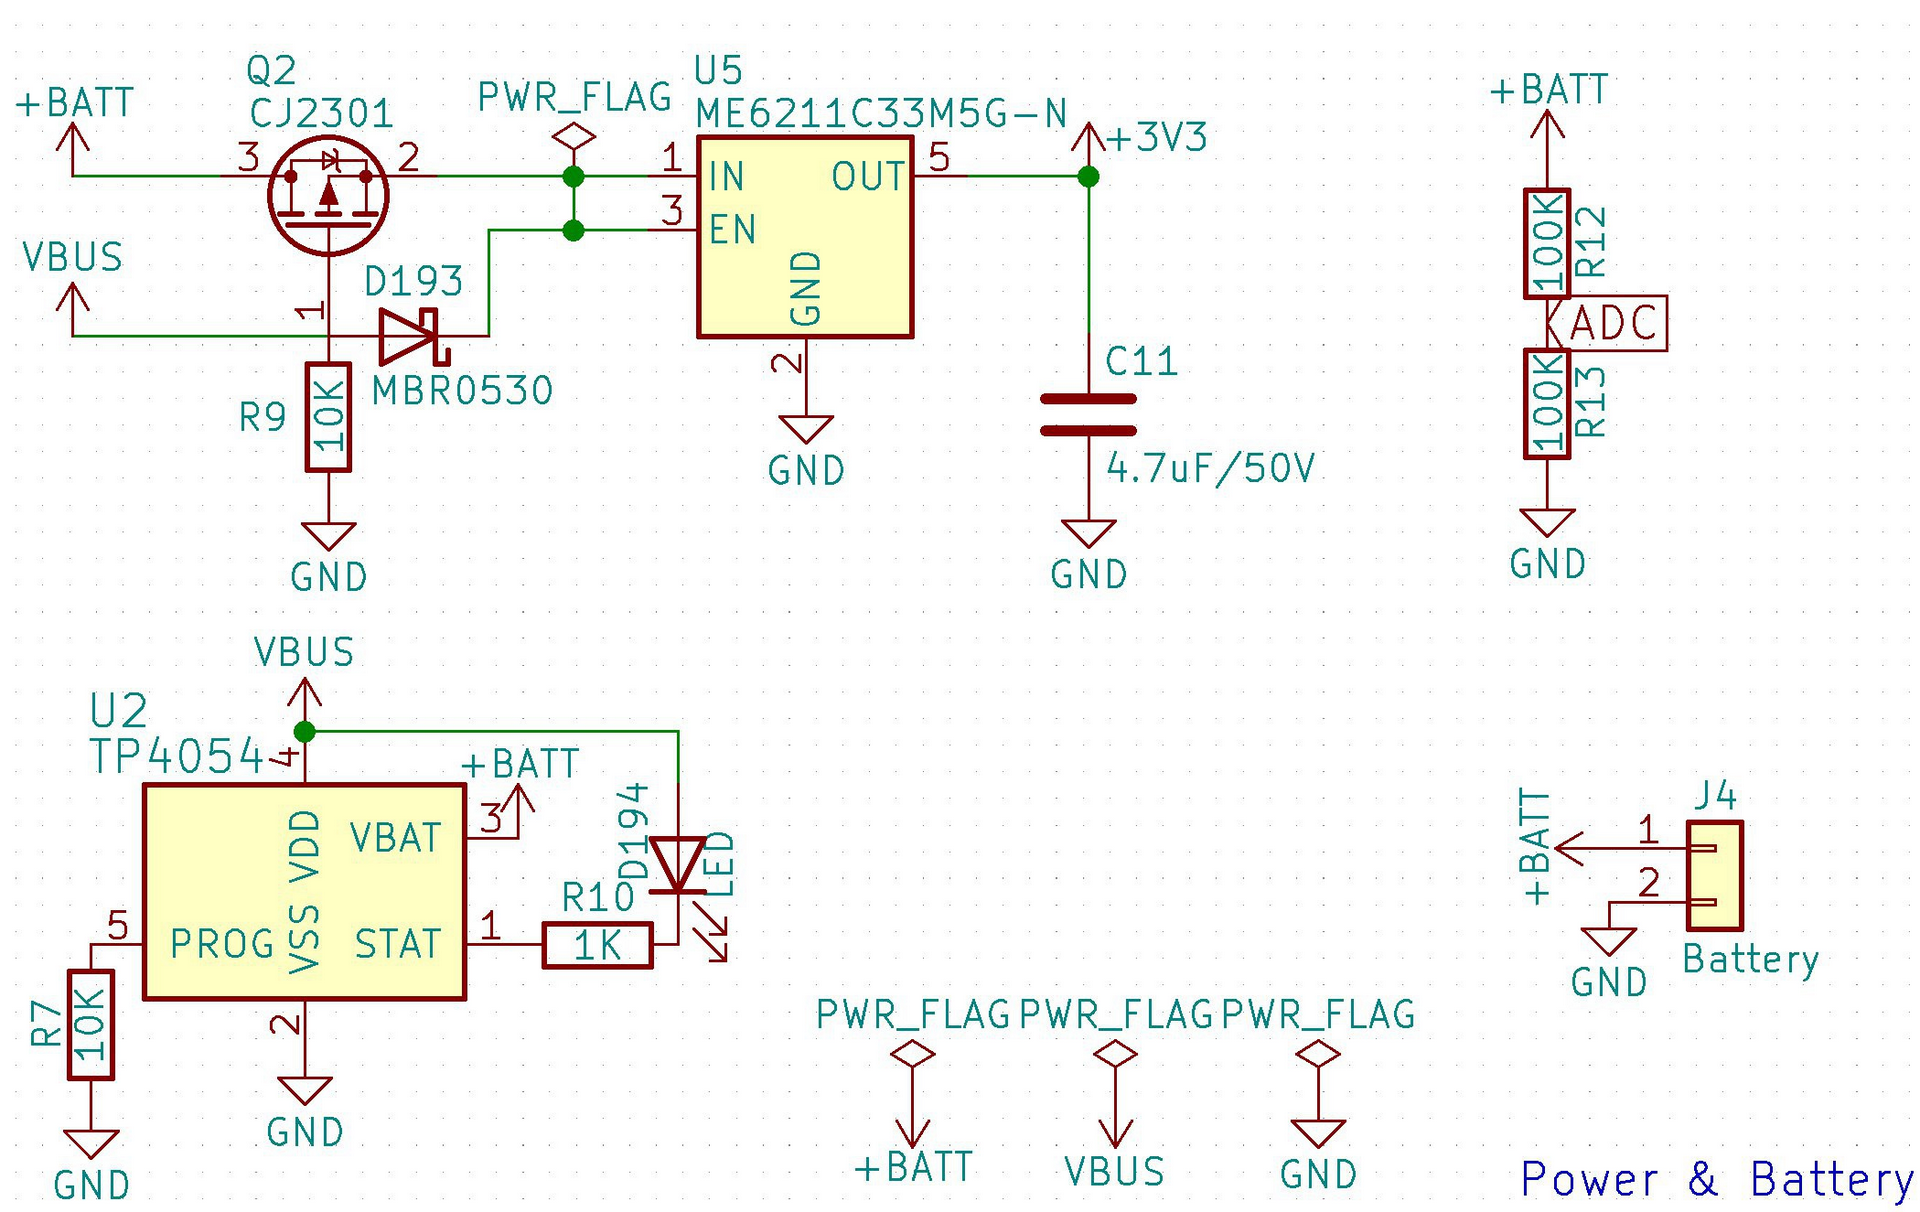 +BATT
Q2
CJ2301
3
2
1
VBUS
D193
MBR0530
R9
10K
GND
PWR_FLAG
U5
ME6211C33M5G-N
1
IN
3
EN
OUT
5
GND
2
GND
+3V3
C11
4.7uF/50V
GND
+BATT
100K
R12
ADC
100K
R13
GND
VBUS
U2
TP4054
4
+BATT
VDD
VBAT
3
PROG
5
VSS
STAT
1
2
GND
R7
10K
GND
D194
LED
R10
1K
PWR_FLAG
+BATT
PWR_FLAG
VBUS
PWR_FLAG
GND
+BATT
J4
1
2
GND
Battery
Power & Battery